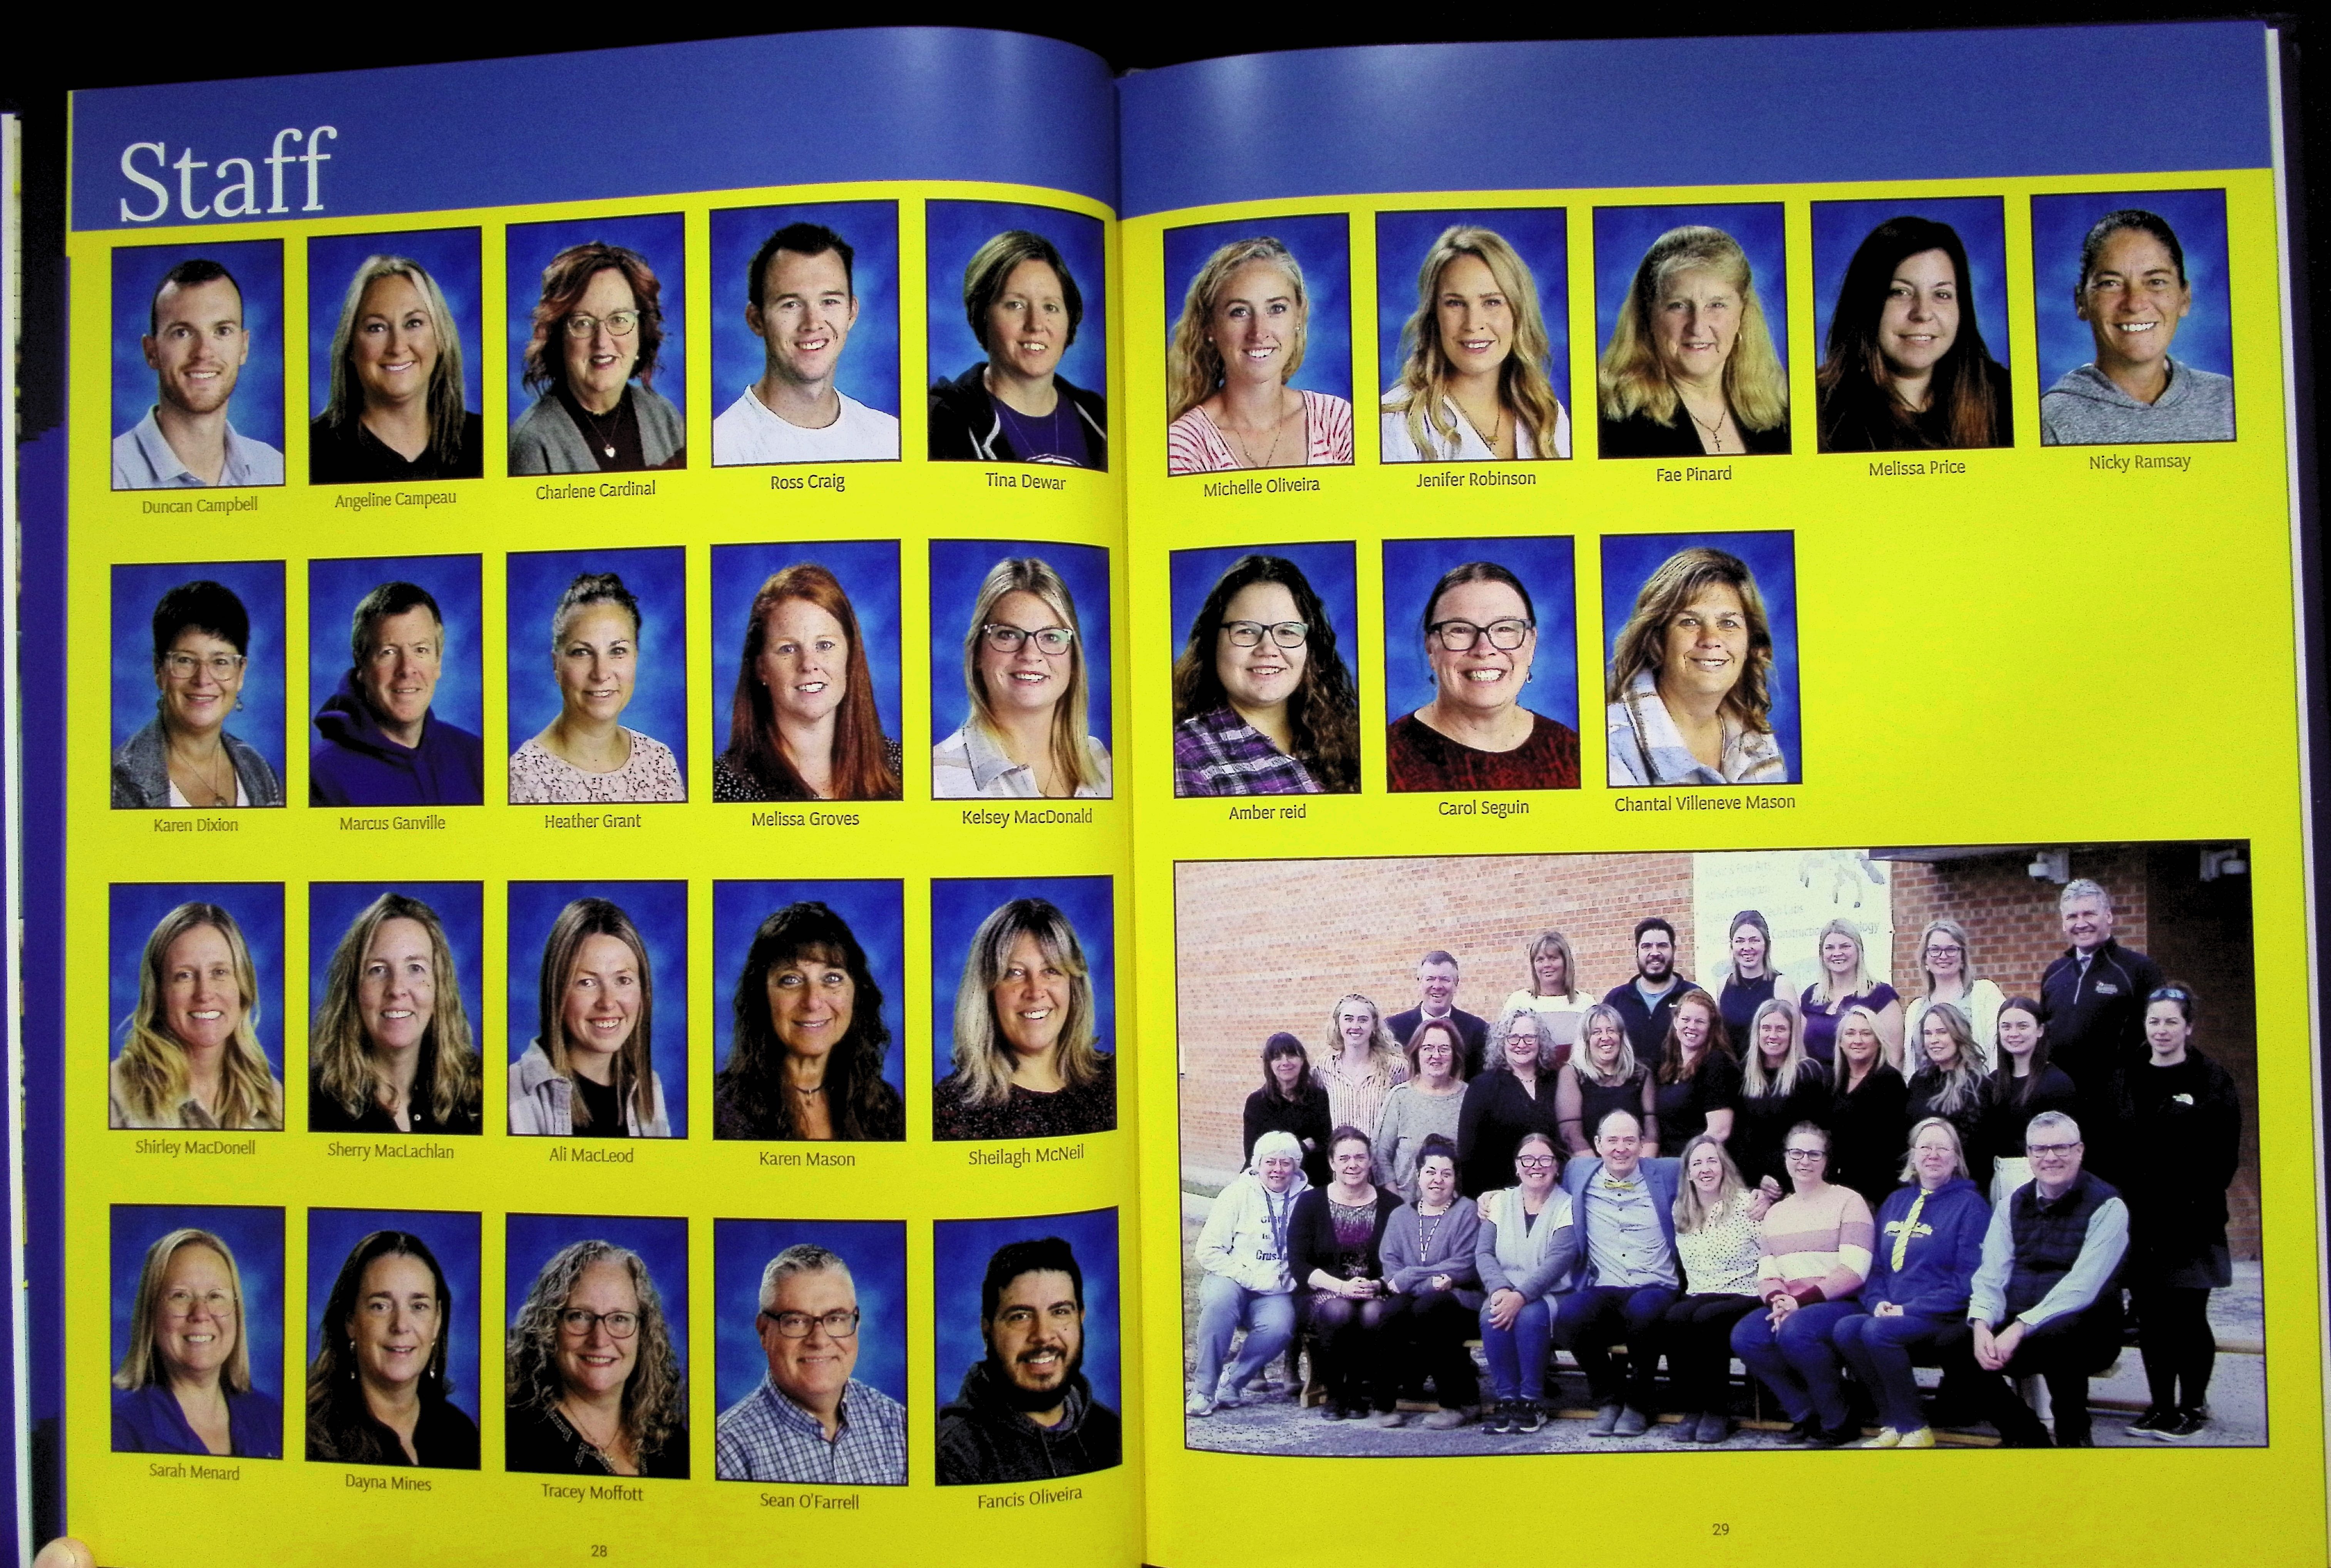 Staff
Duncan Campbell
Angeline Campeau
Charlene Cardinal
Ross Craig
Tina Dewar
Karen Dixion
Marcus Ganville
Heather Grant
Melissa Groves
Kelsey MacDonald
Shirley MacDonell
Sherry MacLachlan
Ali MacLeod
Karen Mason
Sheilagh McNeil
Sarah Menard
Dayna Mines
Tracey Moffott
Sean O'Farrell
Fancis Oliveira
28
Michelle Oliveira
Jenifer Robinson
Fae Pinard
Melissa Price
Nicky Ramsay
Amber reid
Carol Seguin
Chantal Villeneve Mason
29